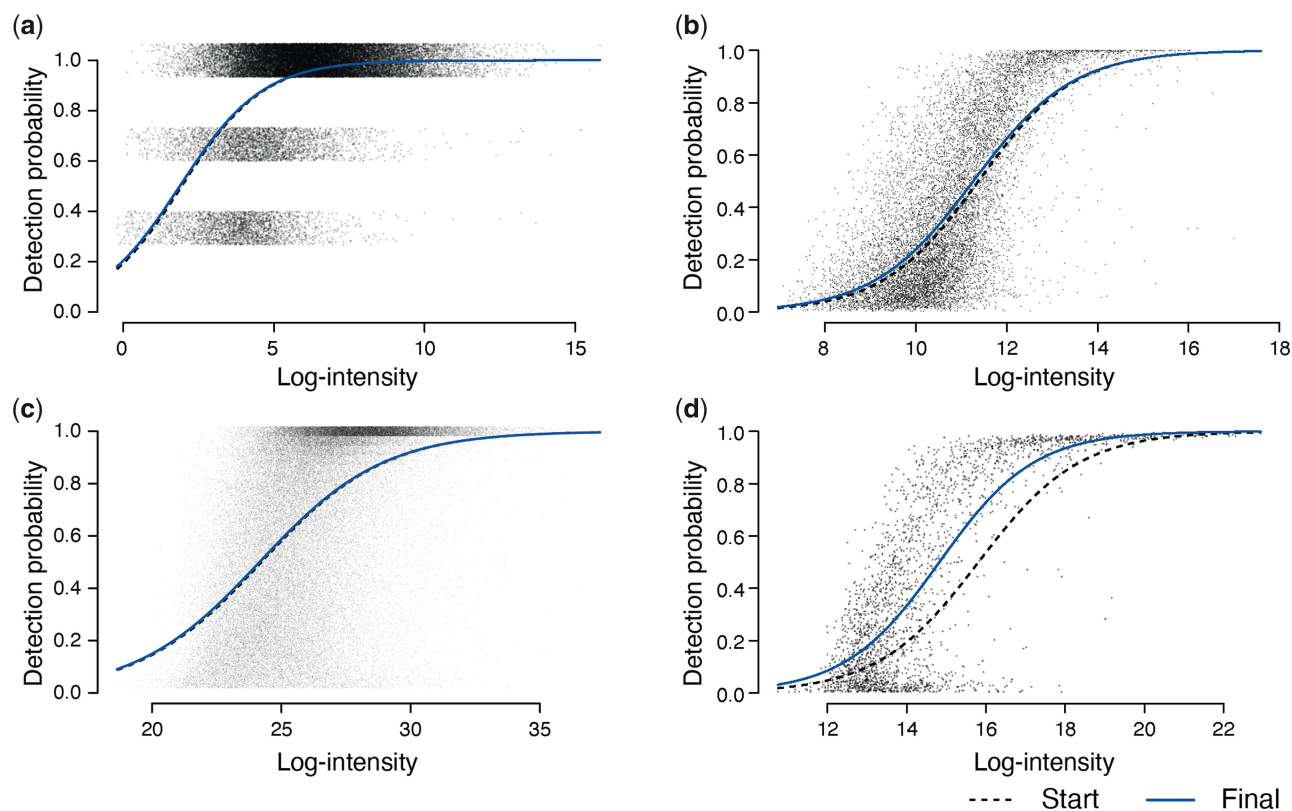 (a)
Detection probability
1.0
0.8
0.6
0.4
0.2
0.0
0 5 10 15
Log-intensity
(b)
Detection probability
1.0
0.8
0.6
0.4
0.2
0.0
8 10 12 14 16 18
Log-intensity
(c)
Detection probability
1.0
0.8
0.6
0.4
0.2
0.0
20 25 30 35
Log-intensity
(d)
Detection probability
1.0
0.8
0.6
0.4
0.2
0.0
12 14 16 18 20 22
Log-intensity
Start Final